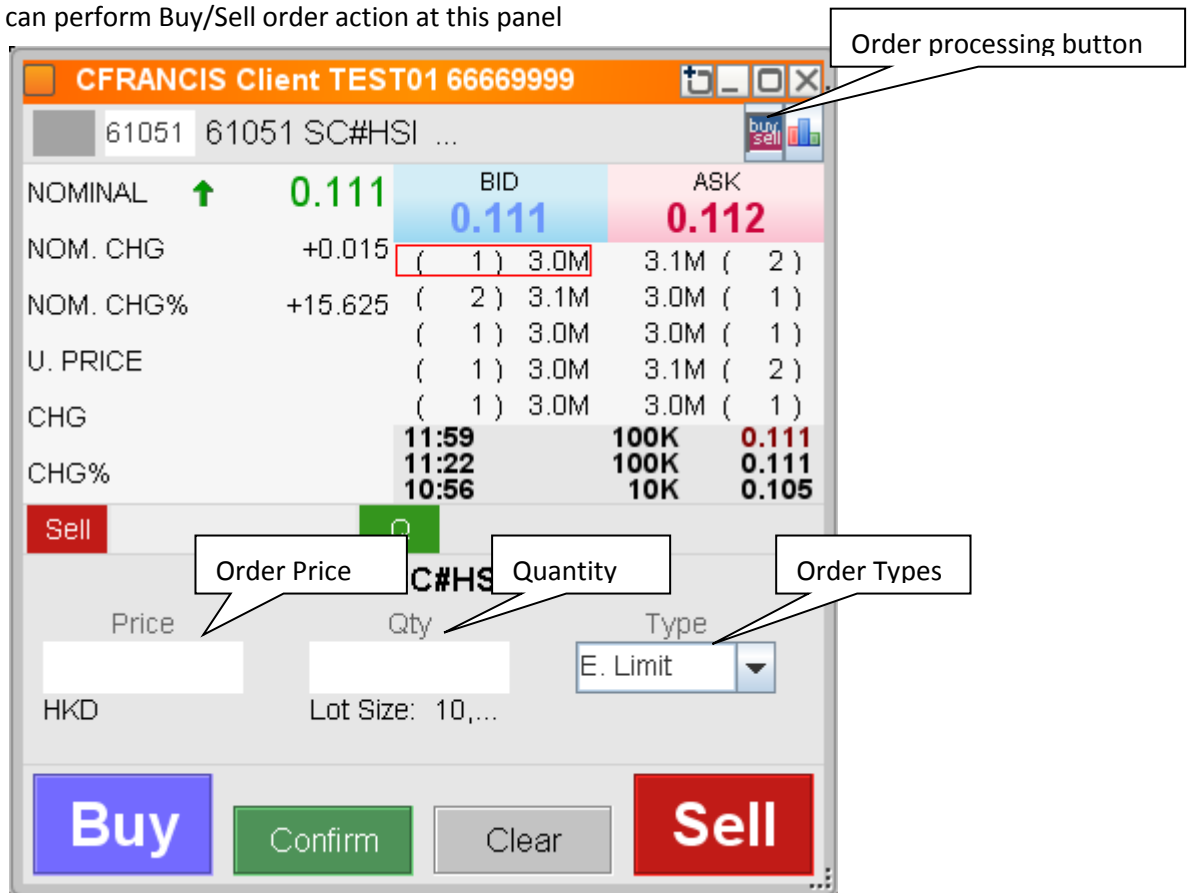 can perform Buy/Sell order action at this panel
Order processing button
CFRANCIS Client TEST01 66669999
61051 61051 SC#HSI ...
buy sell
NOMINAL 0.111
BID ASK
0.111 0.112
NOM. CHG +0.015
( 1 ) 3.0M 3.1M ( 2 )
NOM. CHG% +15.625
( 2 ) 3.1M 3.0M ( 1 )
( 1 ) 3.0M 3.0M ( 1 )
U. PRICE
( 1 ) 3.0M 3.1M ( 2 )
CHG
( 1 ) 3.0M 3.0M ( 1 )
11:59 100K 0.111
CHG%
11:22 100K 0.111
10:56 10K 0.105
Sell
Order Price
C#HS
Quantity
Order Types
Price Qty Type
E. Limit
HKD Lot Size: 10,...
Buy Confirm Clear Sell